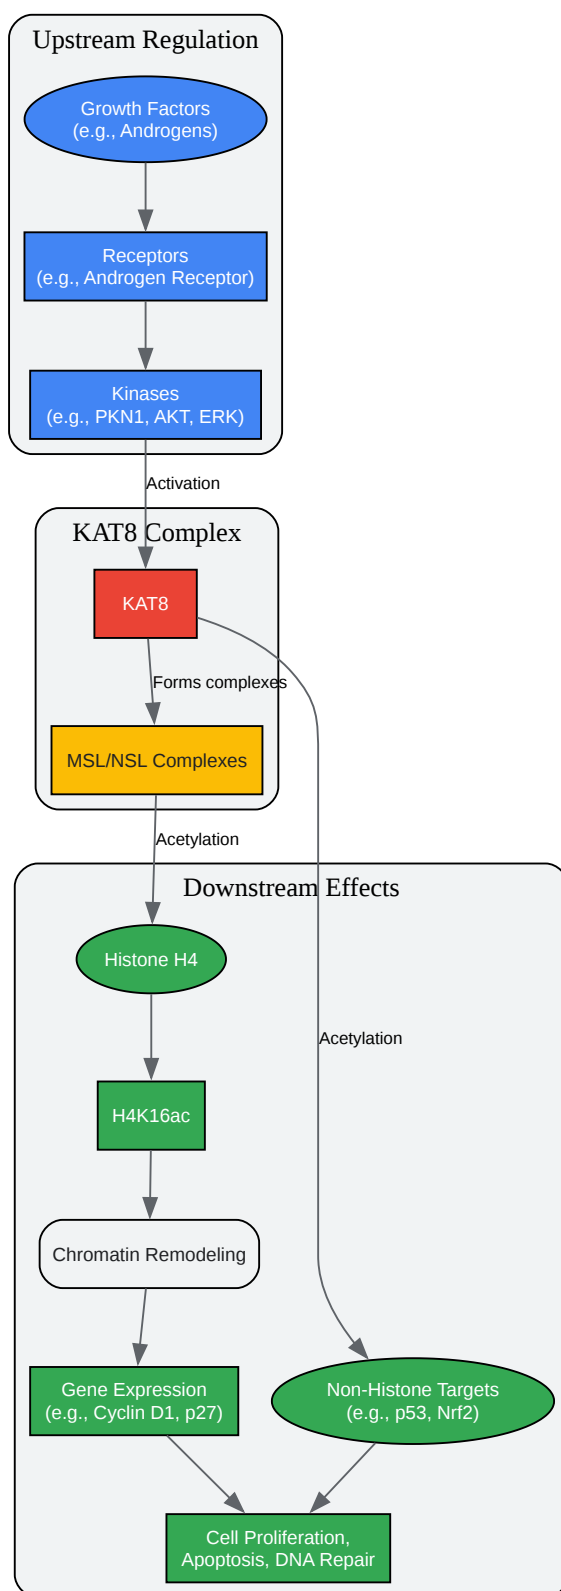 Upstream Regulation
Growth Factors
(e.g., Androgens)
Receptors
(e.g., Androgen Receptor)
Kinases
(e.g., PKN1, AKT, ERK)
Activation
KAT8 Complex
KAT8
Forms complexes
MSL/NSL Complexes
Acetylation
Downstream Effects
Histone H4
Acetylation
H4K16ac
Chromatin Remodeling
Gene Expression
(e.g., Cyclin D1, p27)
Non-Histone Targets
(e.g., p53, Nrf2)
Cell Proliferation,
Apoptosis, DNA Repair